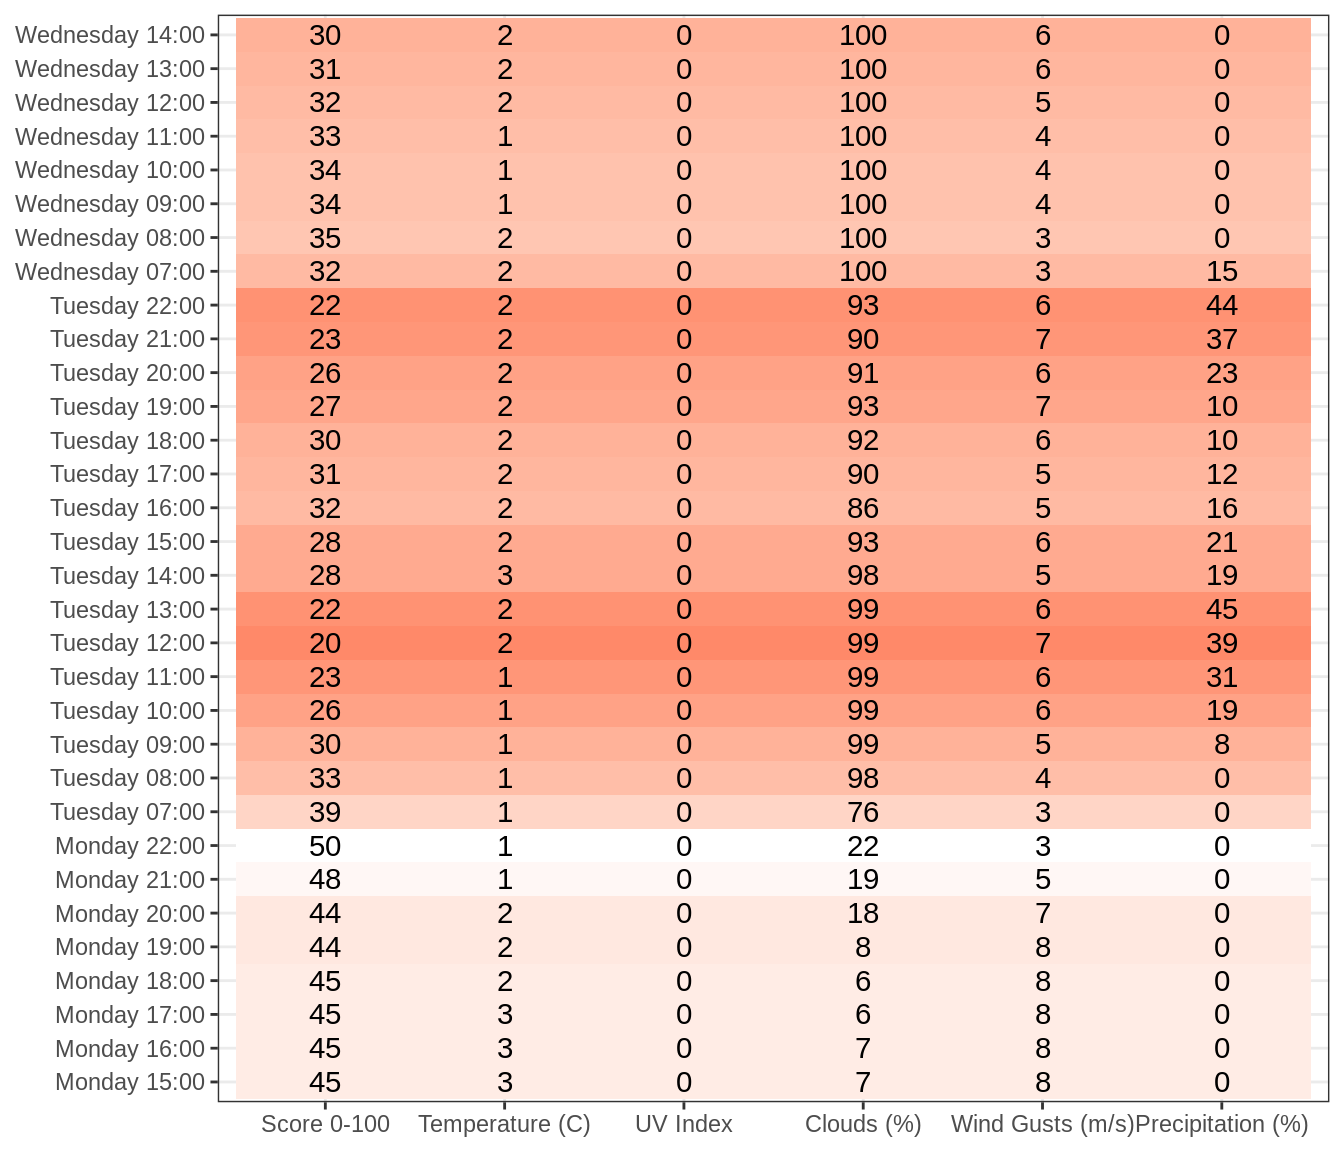 Wednesday 14:00 30 2 0 100 6 0
Wednesday 13:00 31 2 0 100 6 0
Wednesday 12:00 32 2 0 100 5 0
Wednesday 11:00 33 1 0 100 4 0
Wednesday 10:00 34 1 0 100 4 0
Wednesday 09:00 34 1 0 100 4 0
Wednesday 08:00 35 2 0 100 3 0
Wednesday 07:00 32 2 0 100 3 15
Tuesday 22:00 22 2 0 93 6 44
Tuesday 21:00 23 2 0 90 7 37
Tuesday 20:00 26 2 0 91 6 23
Tuesday 19:00 27 2 0 93 7 10
Tuesday 18:00 30 2 0 92 6 10
Tuesday 17:00 31 2 0 90 5 12
Tuesday 16:00 32 2 0 86 5 16
Tuesday 15:00 28 2 0 93 6 21
Tuesday 14:00 28 3 0 98 5 19
Tuesday 13:00 22 2 0 99 6 45
Tuesday 12:00 20 2 0 99 7 39
Tuesday 11:00 23 1 0 99 6 31
Tuesday 10:00 26 1 0 99 6 19
Tuesday 09:00 30 1 0 99 5 8
Tuesday 08:00 33 1 0 98 4 0
Tuesday 07:00 39 1 0 76 3 0
Monday 22:00 50 1 0 22 3 0
Monday 21:00 48 1 0 19 5 0
Monday 20:00 44 2 0 18 7 0
Monday 19:00 44 2 0 8 8 0
Monday 18:00 45 2 0 6 8 0
Monday 17:00 45 3 0 6 8 0
Monday 16:00 45 3 0 7 8 0
Monday 15:00 45 3 0 7 8 0
Score 0-100 Temperature (C) UV Index Clouds (%) Wind Gusts (m/s) Precipitation (%)